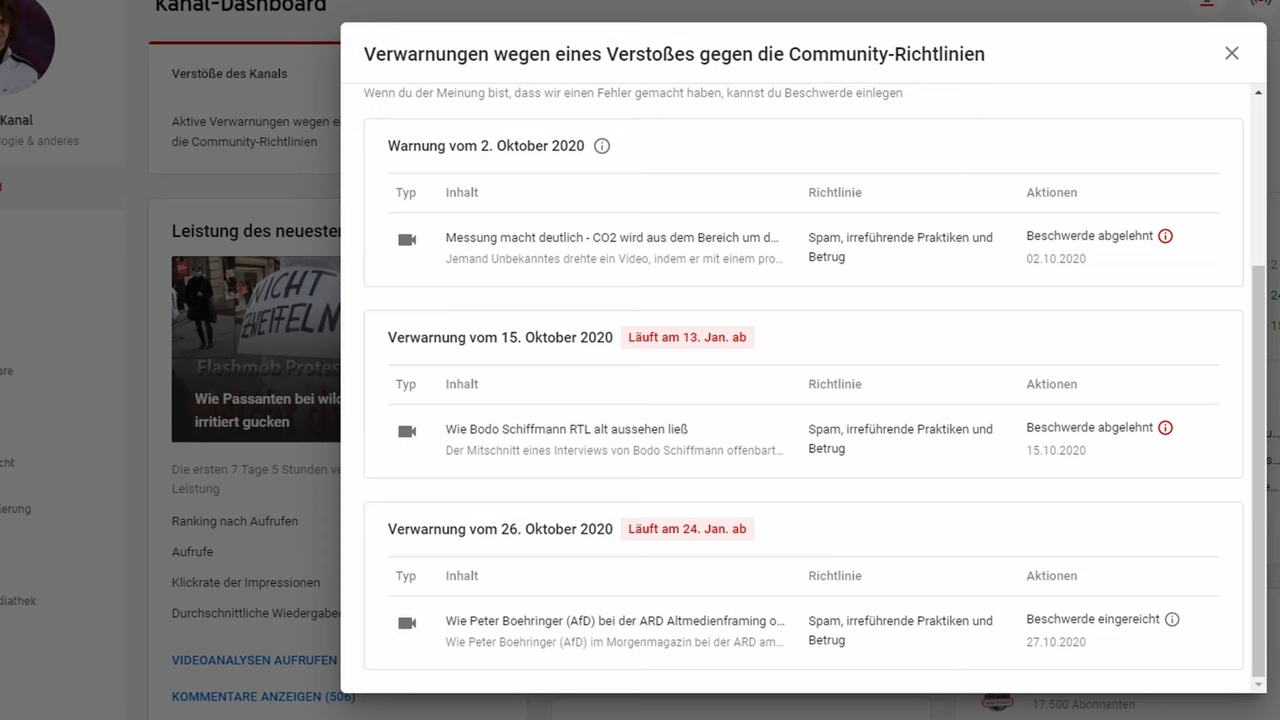 Kanal-Dashboard
Verwarnungen wegen eines Verstoßes gegen die Community-Richtlinien
Wenn du der Meinung bist, dass wir einen Fehler gemacht haben, kannst du Beschwerde einlegen
Warnung vom 2. Oktober 2020
Typ Inhalt Richtlinie Aktionen
Messung macht deutlich - CO2 wird aus dem Bereich um d...
Jemand Unbekanntes drehte ein Video, indem er mit einem pro...
Spam, irreführende Praktiken und
Betrug
Beschwerde abgelehnt
02.10.2020
Verwarnung vom 15. Oktober 2020 Läuft am 13. Jan. ab
Typ Inhalt Richtlinie Aktionen
Wie Bodo Schiffmann RTL alt aussehen ließ
Der Mitschnitt eines Interviews von Bodo Schiffmann offenbart...
Spam, irreführende Praktiken und
Betrug
Beschwerde abgelehnt
15.10.2020
Verwarnung vom 26. Oktober 2020 Läuft am 24. Jan. ab
Typ Inhalt Richtlinie Aktionen
Wie Peter Boehringer (AfD) bei der ARD Altmedienframing o...
Wie Peter Boehringer (AfD) im Morgenmagazin bei der ARD am...
Spam, irreführende Praktiken und
Betrug
Beschwerde eingereicht
27.10.2020
Verstöße des Kanals
Aktive Verwarnungen wegen e
die Community-Richtlinien
Leistung des neuesten
NICHT
Flashmob Protes
Wie Passanten bei wild
irritiert gucken
Die ersten 7 Tage 5 Stunden ve
Leistung
Ranking nach Aufrufen
Aufrufe
Klickrate der Impressionen
Durchschnittliche Wiedergabe
VIDEOANALYSEN AUFRUFEN
KOMMENTARE ANZEIGEN (506)
Kanal
logie & anderes
are
cht
ierung
diathek
17.500 Abonnenten